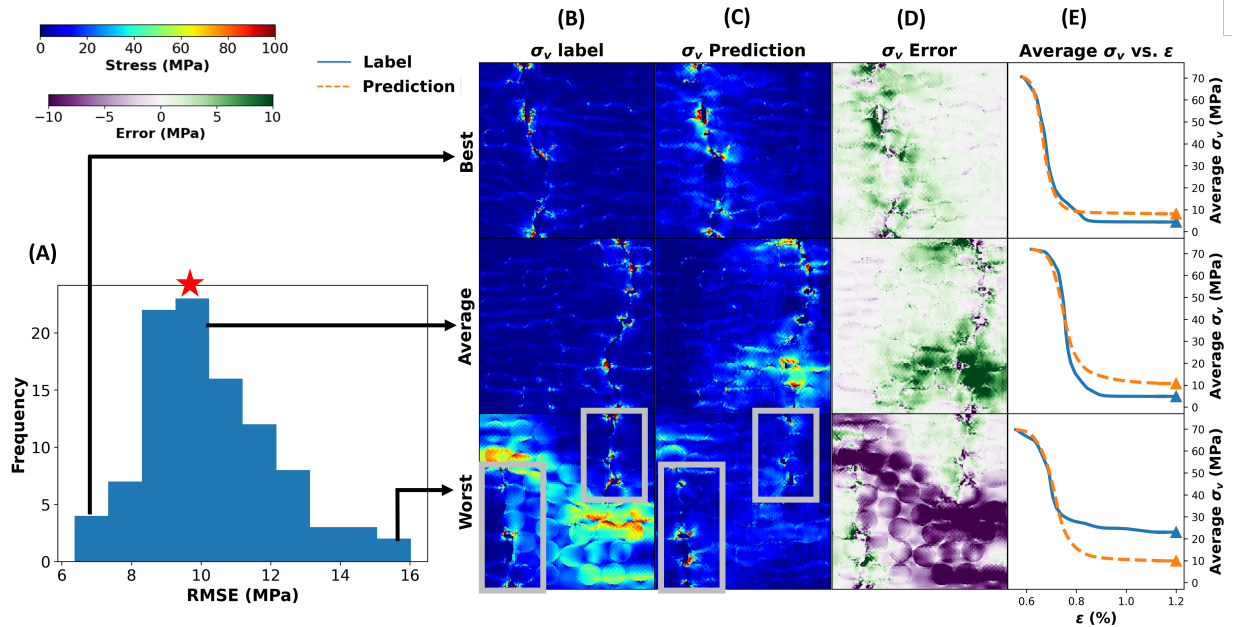 (B)
(C)
(D)
(E)
0 20 40 60 80 100
Stress (MPa)
−10 −5 0 5 10
Error (MPa)
Label
Prediction
σv label
σv Prediction
σv Error
Average σv vs. ε
Best
Average
Worst
70
60
50
40
30
20
10
0
Average σv (MPa)
70
60
50
40
30
20
10
0
Average σv (MPa)
70
60
50
40
30
20
10
0
Average σv (MPa)
0.6 0.8 1.0 1.2
ε (%)
(A)
20
15
10
5
0
Frequency
6 8 10 12 14 16
RMSE (MPa)